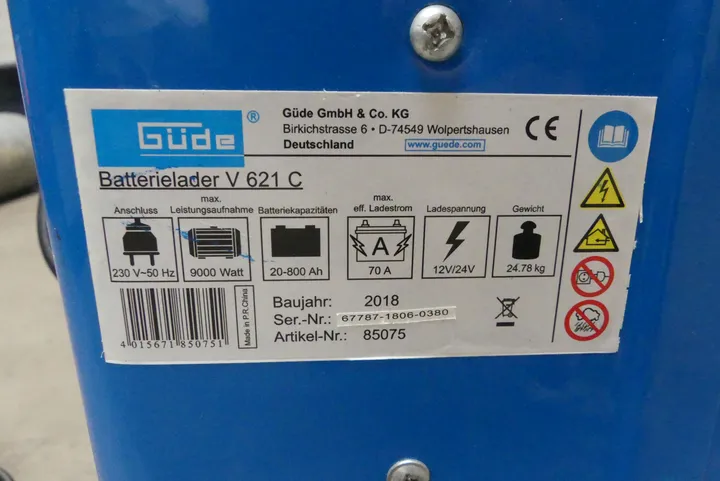 Güde ®
Güde GmbH & Co. KG
Birkichstrasse 6 • D-74549 Wolpertshausen
Deutschland www.guede.com
CE
Batterielader V 621 C
Anschluss
230 V~50 Hz
max.
Leistungsaufnahme
9000 Watt
Batteriekapazitäten
20-800 Ah
max.
eff. Ladestrom
A
70 A
Ladespannung
12V/24V
Gewicht
24.78 kg
4 015671 850751
Made in P.R.China
Baujahr: 2018
Ser.-Nr.: 67787-1806-0380
Artikel-Nr.: 85075